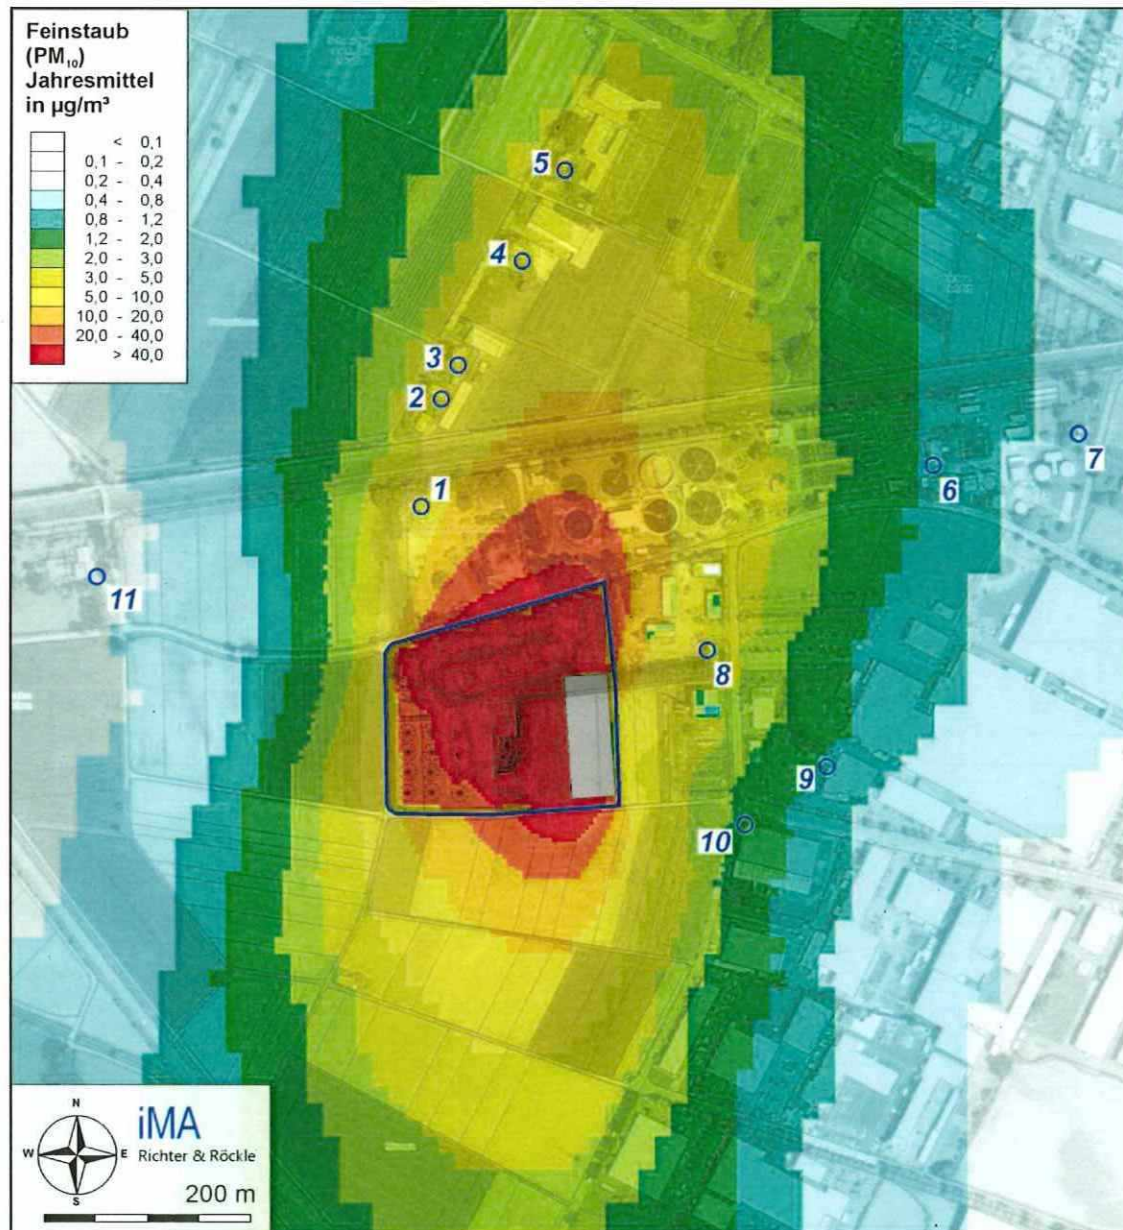 Feinstaub
(PM₁₀)
Jahresmittel
in µg/m³
< 0,1
0,1 - 0,2
0,2 - 0,4
0,4 - 0,8
0,8 - 1,2
1,2 - 2,0
2,0 - 3,0
3,0 - 5,0
5,0 - 10,0
10,0 - 20,0
20,0 - 40,0
> 40,0
5
4
3
2
1
6
7
11
8
9
10
N
W E
S
iMA
Richter & Röckle
200 m